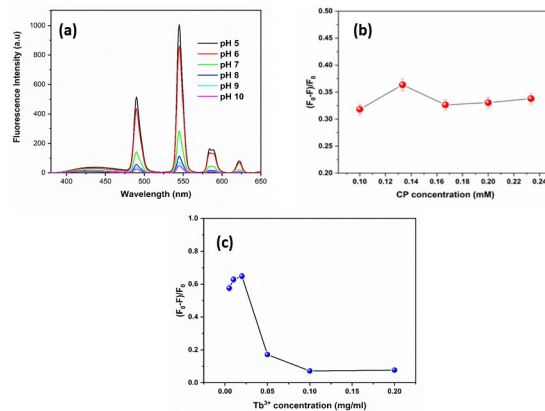 (a)
pH 5
pH 6
pH 7
pH 8
pH 9
pH 10
Fluorescence Intensity (a.u)
1000
800
600
400
200
0
400 450 500 550 600 650
Wavelength (nm)
(b)
(F₀-F)/F₀
0.60
0.55
0.50
0.45
0.40
0.35
0.30
0.25
0.20
0.10 0.12 0.14 0.16 0.18 0.20 0.22 0.24
CP concentration (mM)
(c)
(F₀-F)/F₀
1.0
0.8
0.6
0.4
0.2
0.0
0.00 0.05 0.10 0.15 0.20
Tb³⁺ concentration (mg/ml)